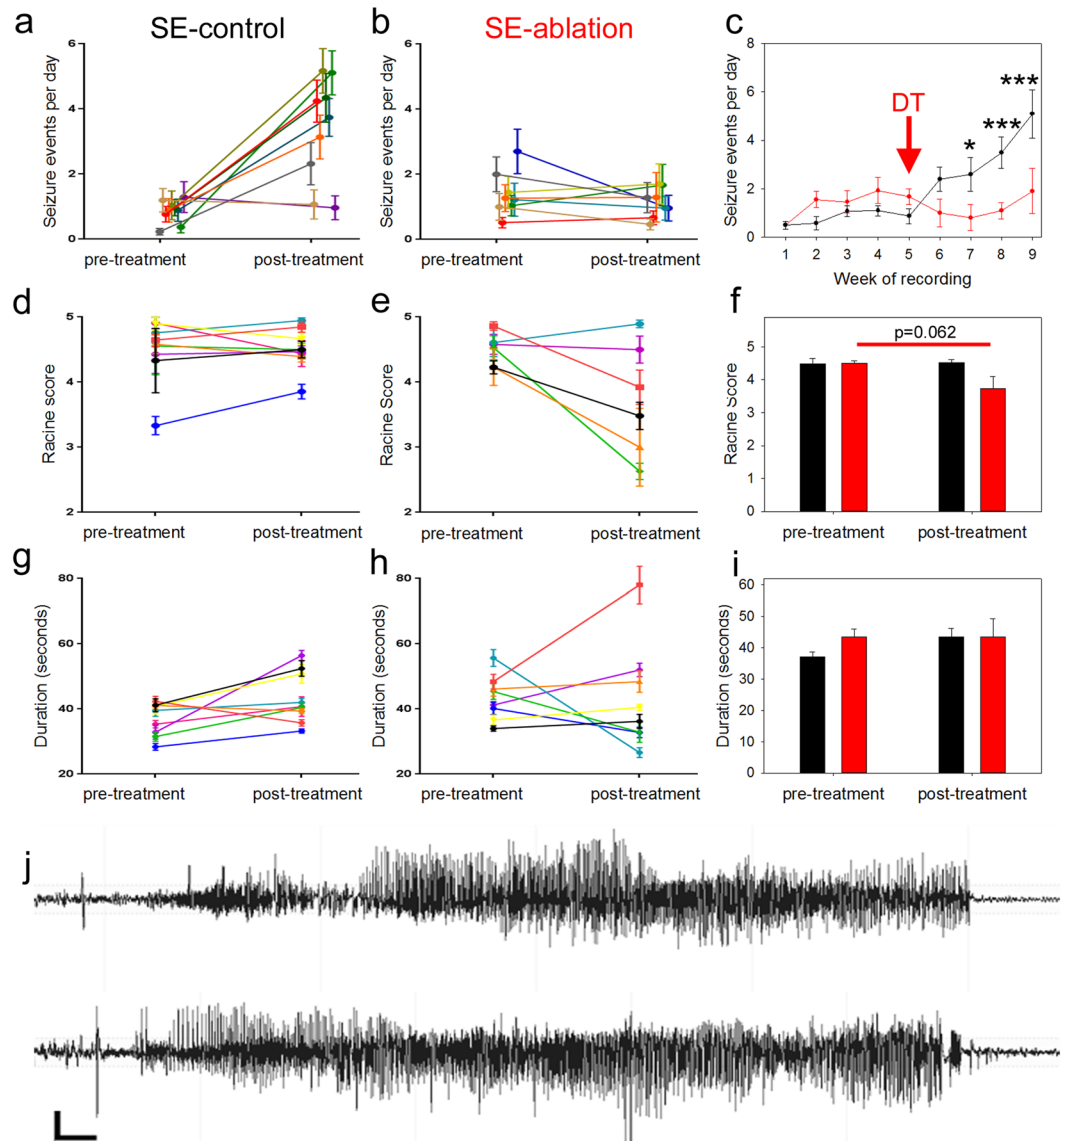 a SE-control b SE-ablation c
Seizure events per day
6
4
2
0
pre-treatment post-treatment
Seizure events per day
6
4
2
0
pre-treatment post-treatment
Seizure events per day
8
6
4
2
0
DT
* *** ***
1 2 3 4 5 6 7 8 9
Week of recording
d e f
Racine score
5
4
3
2
pre-treatment post-treatment
Racine score
5
4
3
2
pre-treatment post-treatment
Racine Score
5
4
3
2
1
0
p=0.062
pre-treatment post-treatment
g h i
Duration (seconds)
80
60
40
20
pre-treatment post-treatment
Duration (seconds)
80
60
40
20
pre-treatment post-treatment
Duration (seconds)
60
50
40
30
20
10
0
pre-treatment post-treatment
j